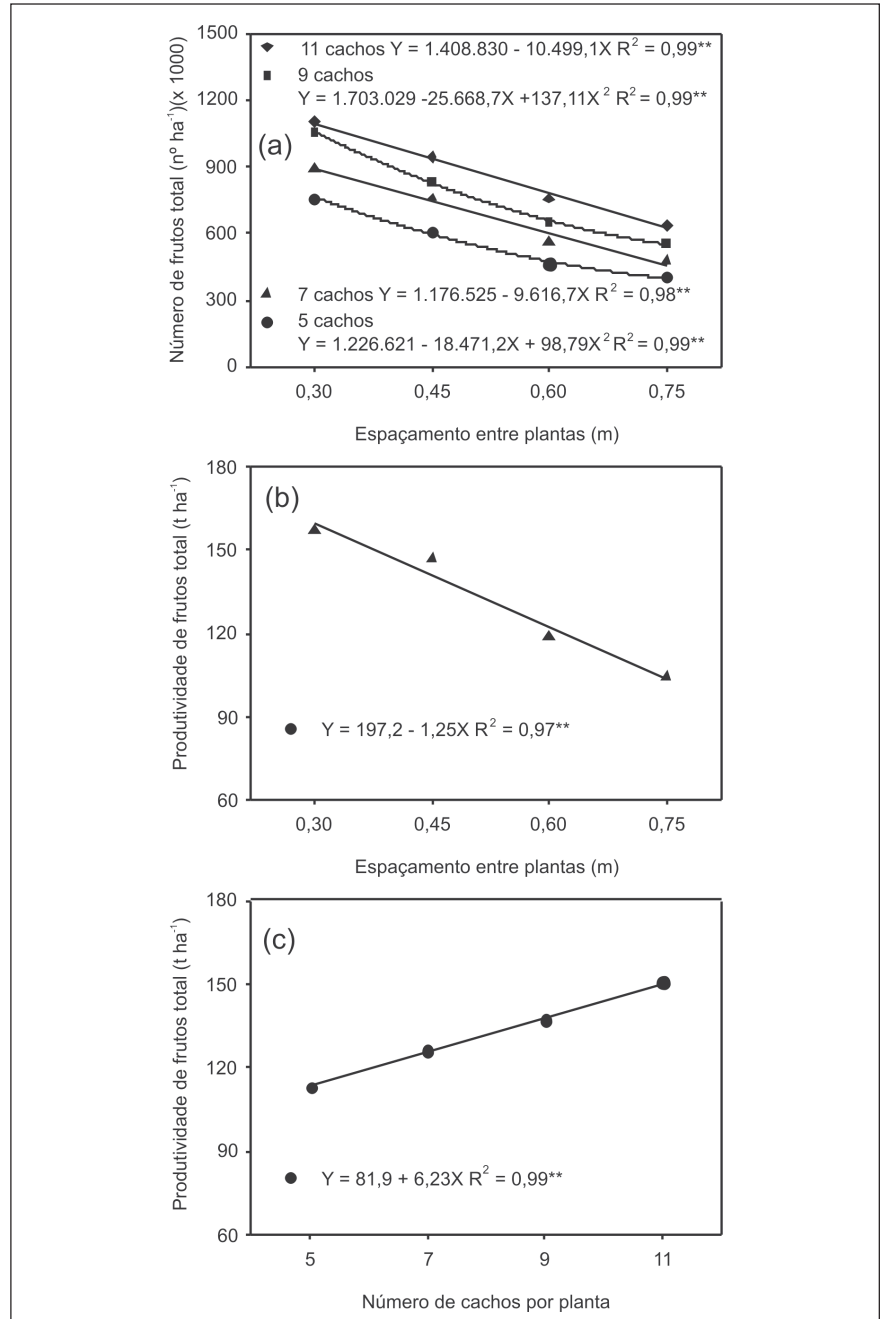 1500
11 cachos Y = 1.408.830 - 10.499,1X R² = 0,99**
9 cachos
1200
Y = 1.703.029 -25.668,7X +137,11X² R² = 0,99**
(a)
900
600
300
7 cachos Y = 1.176.525 - 9.616,7X R² = 0,98**
5 cachos
Y = 1.226.621 - 18.471,2X + 98,79X² R² = 0,99**
0
Número de frutos total (nº ha⁻¹)(x 1000)
0,30 0,45 0,60 0,75
Espaçamento entre plantas (m)
180
(b)
150
120
90
Y = 197,2 - 1,25X R² = 0,97**
60
Produtividade de frutos total (t ha⁻¹)
0,30 0,45 0,60 0,75
Espaçamento entre plantas (m)
180
(c)
150
120
90
Y = 81,9 + 6,23X R² = 0,99**
60
Produtividade de frutos total (t ha⁻¹)
5 7 9 11
Número de cachos por planta